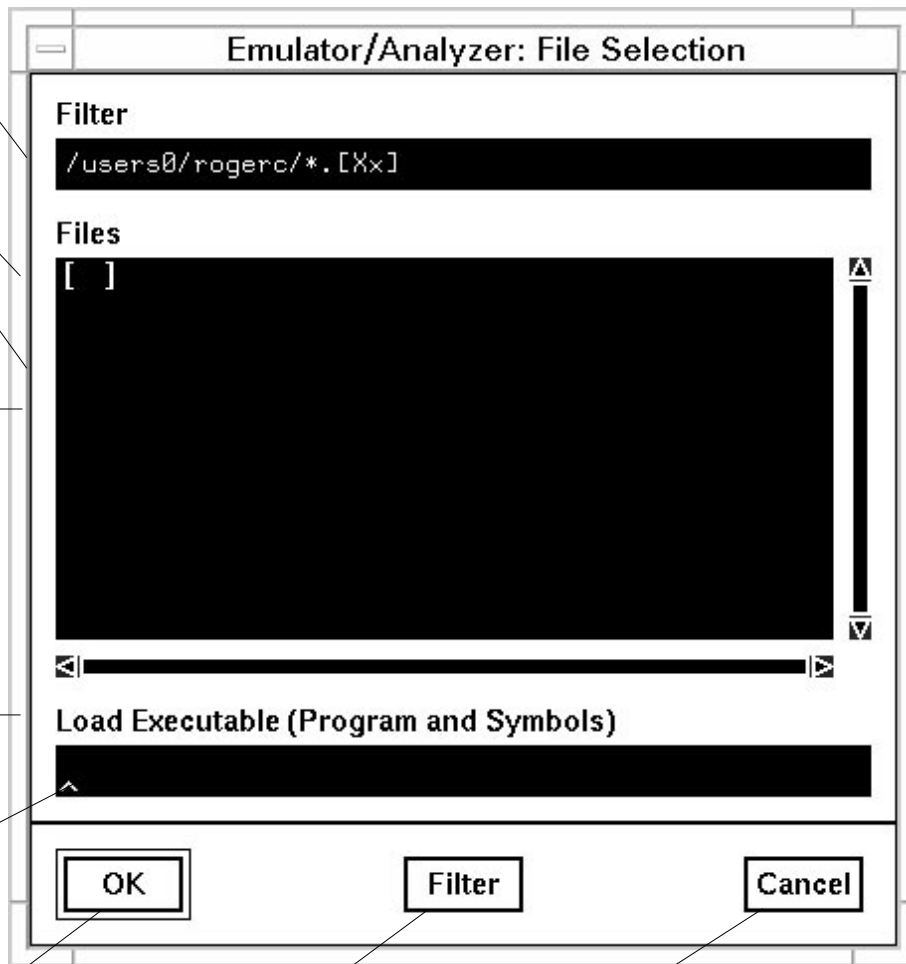 Emulator/Analyzer: File Selection
Filter
/users0/rogerc/*.[Xx]
Files
[ ]
Load Executable (Program and Symbols)
^
OK Filter Cancel